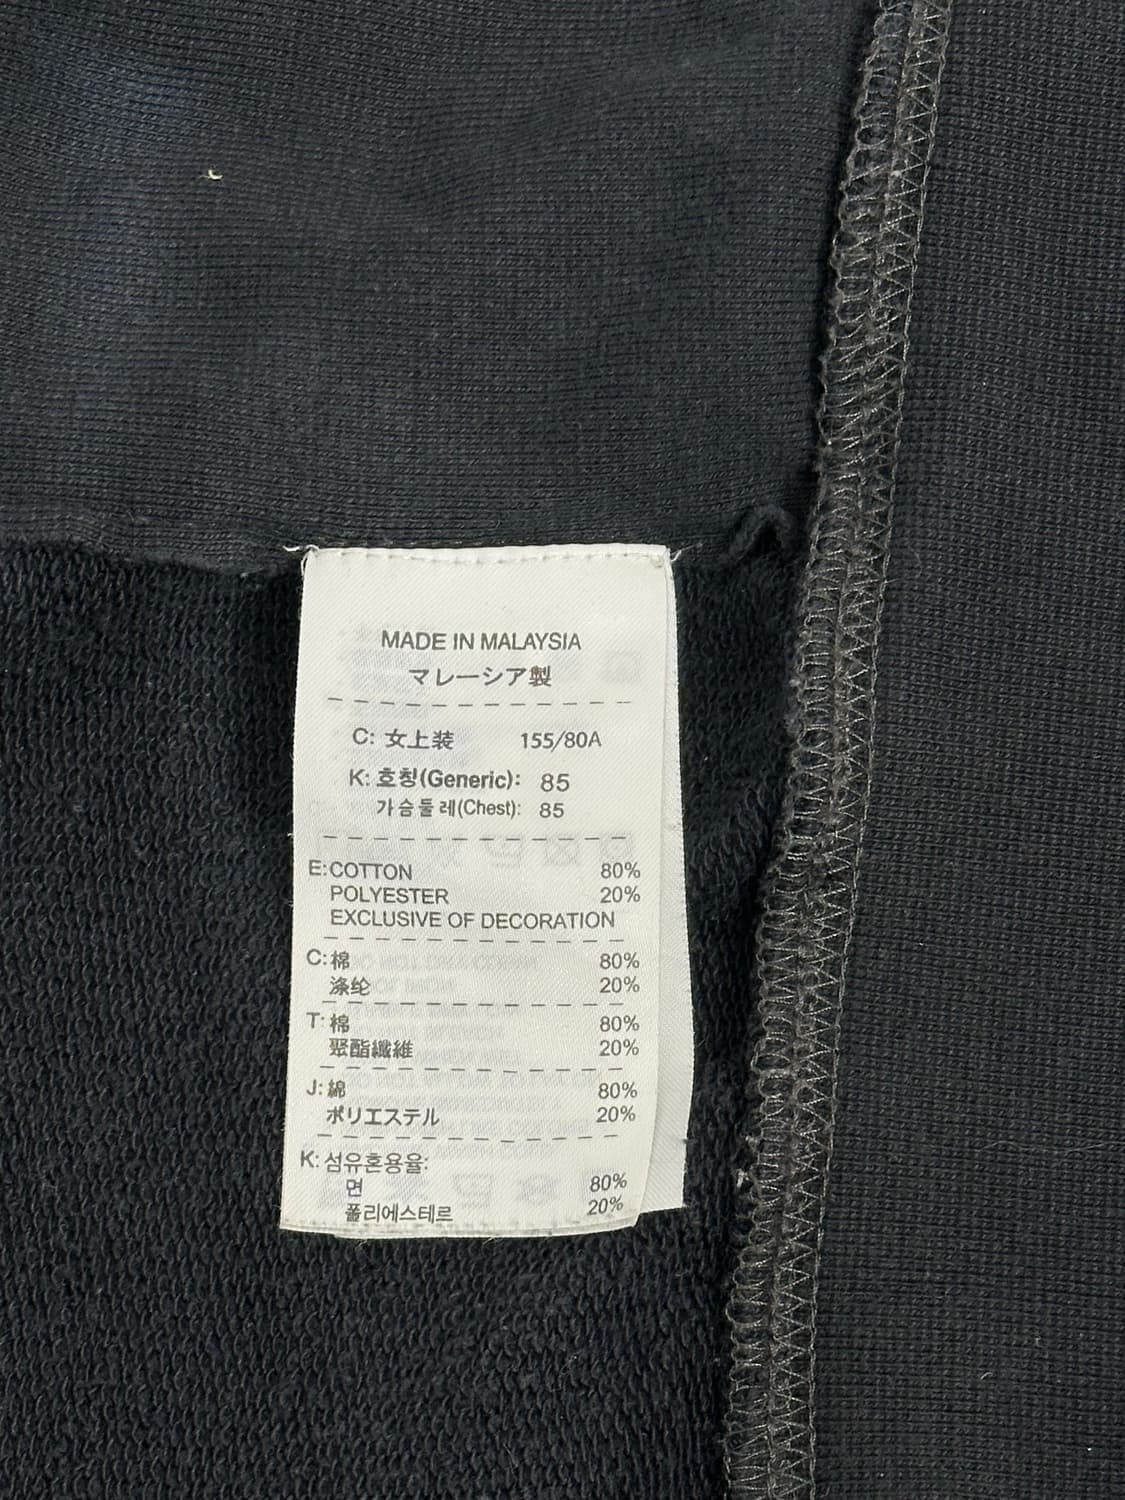 MADE IN MALAYSIA
マレーシア製
C: 女上装 155/80A
K: 호칭(Generic): 85
가슴둘레(Chest): 85
E: COTTON 80%
POLYESTER 20%
EXCLUSIVE OF DECORATION
C: 棉 80%
涤纶 20%
T: 棉 80%
聚酯纖維 20%
J: 綿 80%
ポリエステル 20%
K: 섬유혼용율:
면 80%
폴리에스테르 20%